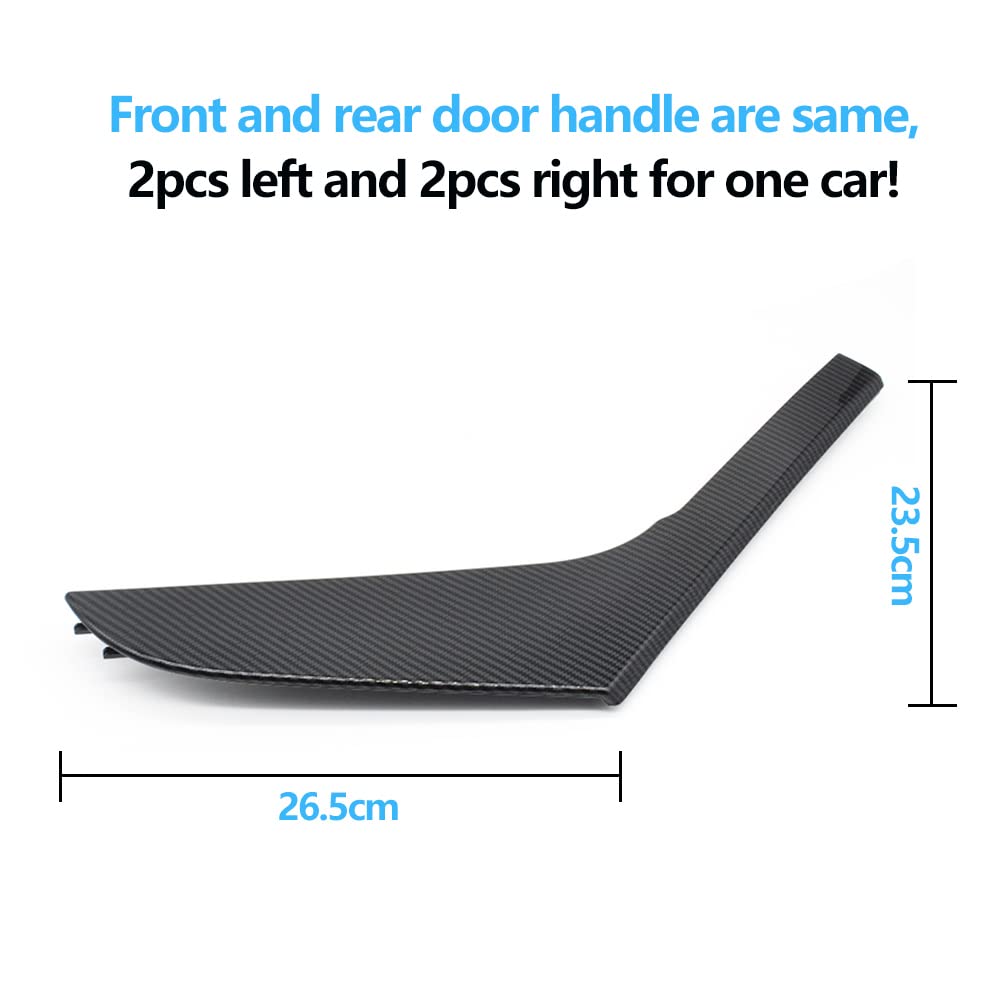 Front and rear door handle are same,
2pcs left and 2pcs right for one car!
23.5cm
26.5cm